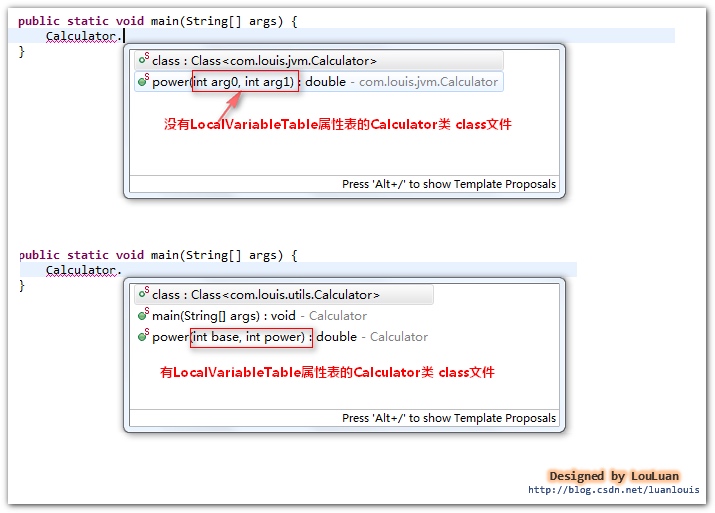 public static void main(String[] args) {
Calculator.
}
S class : Class<com.louis.jvm.Calculator>
S power(int arg0, int arg1) : double - com.louis.jvm.Calculator
没有LocalVariableTable属性表的Calculator类 class文件
Press 'Alt+/' to show Template Proposals
public static void main(String[] args) {
Calculator.
}
S class : Class<com.louis.utils.Calculator>
S main(String[] args) : void - Calculator
S power(int base, int power) : double - Calculator
有LocalVariableTable属性表的Calculator类 class文件
Press 'Alt+/' to show Template Proposals
Designed by LouLuan
http://blog.csdn.net/luanlouis